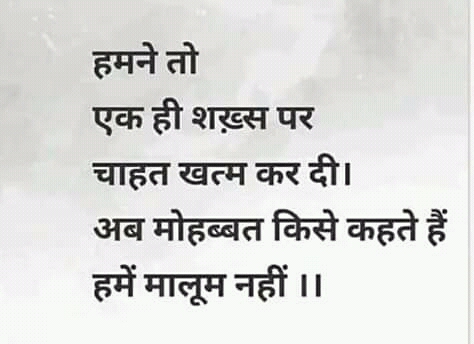 हमने तो
एक ही शख़्स पर
चाहत खत्म कर दी।
अब मोहब्बत किसे कहते हैं
हमें मालूम नहीं ।।